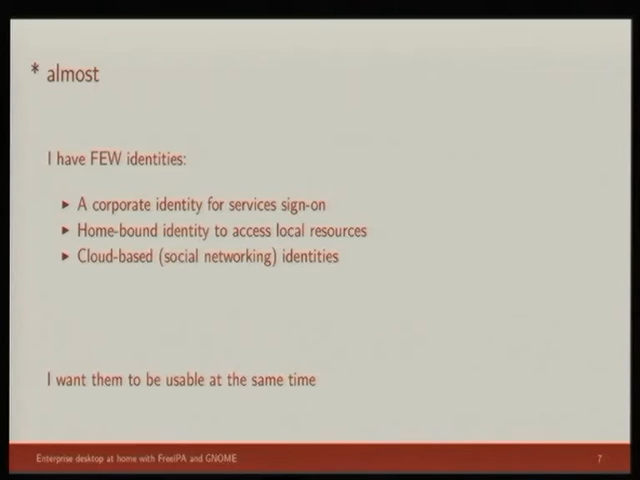 * almost
I have FEW identities:
▶ A corporate identity for services sign-on
▶ Home-bound identity to access local resources
▶ Cloud-based (social networking) identities
I want them to be usable at the same time
Enterprise desktop at home with FreeIPA and GNOME
7